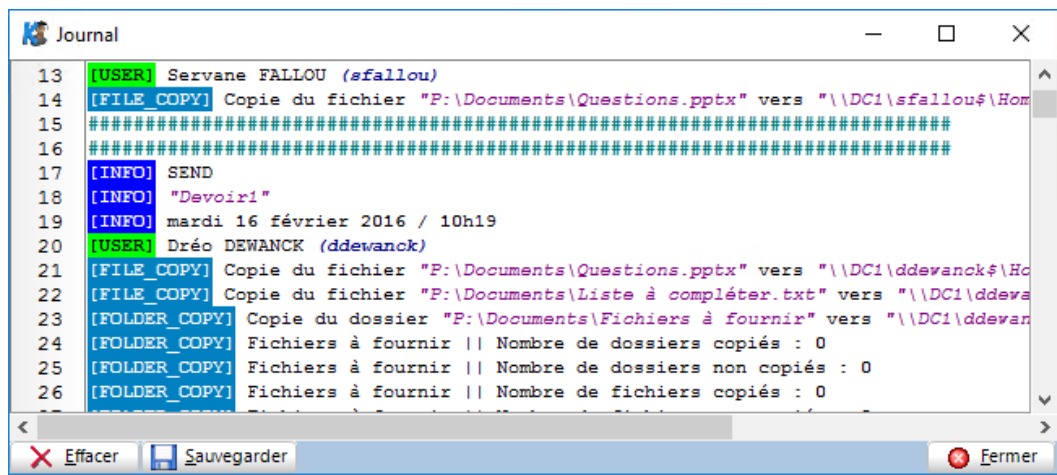 Journal
13 [USER] Servane FALLOU (sfallou)
14 [FILE_COPY] Copie du fichier "P:\Documents\Questions.pptx" vers "\\DC1\sfallou$\Hom
15 ############################################################################
16 ############################################################################
17 [INFO] SEND
18 [INFO] "Devoir1"
19 [INFO] mardi 16 février 2016 / 10h19
20 [USER] Dréo DEWANCK (ddewanck)
21 [FILE_COPY] Copie du fichier "P:\Documents\Questions.pptx" vers "\\DC1\ddewanck$\Ho
22 [FILE_COPY] Copie du fichier "P:\Documents\Liste à compléter.txt" vers "\\DC1\ddewa
23 [FOLDER_COPY] Copie du dossier "P:\Documents\Fichiers à fournir" vers "\\DC1\ddewan
24 [FOLDER_COPY] Fichiers à fournir || Nombre de dossiers copiés : 0
25 [FOLDER_COPY] Fichiers à fournir || Nombre de dossiers non copiés : 0
26 [FOLDER_COPY] Fichiers à fournir || Nombre de fichiers copiés : 0
Effacer Sauvegarder Fermer